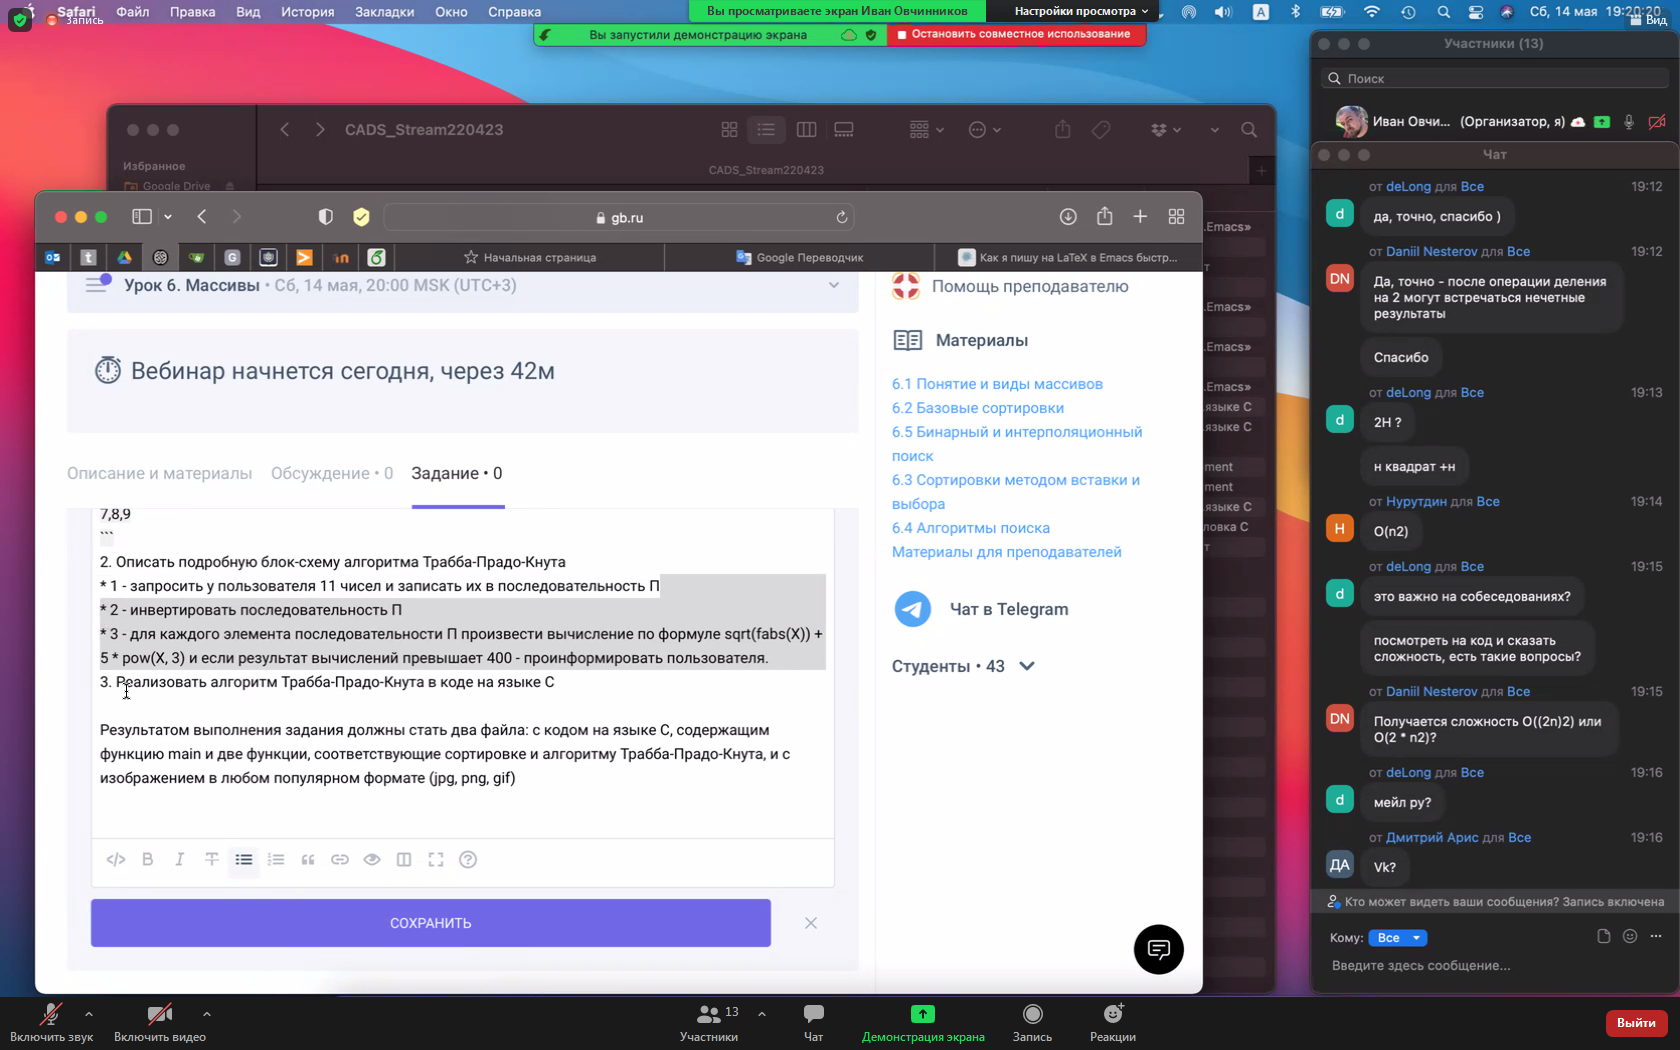 Safari Файл Правка Вид История Закладки Окно Справка
Запись
Вы просматриваете экран Иван Овчинников
Настройки просмотра
A
Сб, 14 мая 19:20:20
Вид
Вы запустили демонстрацию экрана
Остановить совместное использование
CADS_Stream220423
Избранное
Google Drive
CADS_Stream220423
gb.ru
Начальная страница
Google Переводчик
Как я пишу на LaTeX в Emacs быстр...
Урок 6. Массивы • Сб, 14 мая, 20:00 MSK (UTC+3)
Вебинар начнется сегодня, через 42м
Описание и материалы
Обсуждение • 0
Задание • 0
7,8,9
```
2. Описать подробную блок-схему алгоритма Трабба-Прадо-Кнута
* 1 - запросить у пользователя 11 чисел и записать их в последовательность П
* 2 - инвертировать последовательность П
* 3 - для каждого элемента последовательности П произвести вычисление по формуле sqrt(fabs(X)) +
5 * pow(X, 3) и если результат вычислений превышает 400 - проинформировать пользователя.
3. Реализовать алгоритм Трабба-Прадо-Кнута в коде на языке С
Результатом выполнения задания должны стать два файла: с кодом на языке С, содержащим
функцию main и две функции, соответствующие сортировке и алгоритму Трабба-Прадо-Кнута, и с
изображением в любом популярном формате (jpg, png, gif)
СОХРАНИТЬ
Помощь преподавателю
Материалы
6.1 Понятие и виды массивов
6.2 Базовые сортировки
6.5 Бинарный и интерполяционный
поиск
6.3 Сортировки методом вставки и
выбора
6.4 Алгоритмы поиска
Материалы для преподавателей
Чат в Telegram
Студенты • 43
.Emacs»
т
.Emacs»
.Emacs»
.Emacs»
языке С
языке С
ment
ment
языке С
ловка С
т
Участники (13)
Поиск
Иван Овчи... (Организатор, я)
Чат
от deLong для Все 19:12
d
да, точно, спасибо )
от Daniil Nesterov для Все 19:12
DN
Да, точно - после операции деления
на 2 могут встречаться нечетные
результаты
Спасибо
от deLong для Все 19:13
d
2Н ?
н квадрат +н
от Нурутдин для Все 19:14
Н
О(n2)
от deLong для Все 19:15
d
это важно на собеседованиях?
посмотреть на код и сказать
сложность, есть такие вопросы?
от Daniil Nesterov для Все 19:15
DN
Получается сложность O((2n)2) или
O(2 * n2)?
от deLong для Все 19:16
d
мейл ру?
от Дмитрий Арис для Все 19:16
ДА
Vk?
Кто может видеть ваши сообщения? Запись включена
Кому: Все
Введите здесь сообщение...
Включить звук
Включить видео
13
Участники
Чат
Демонстрация экрана
Запись
Реакции
Выйти